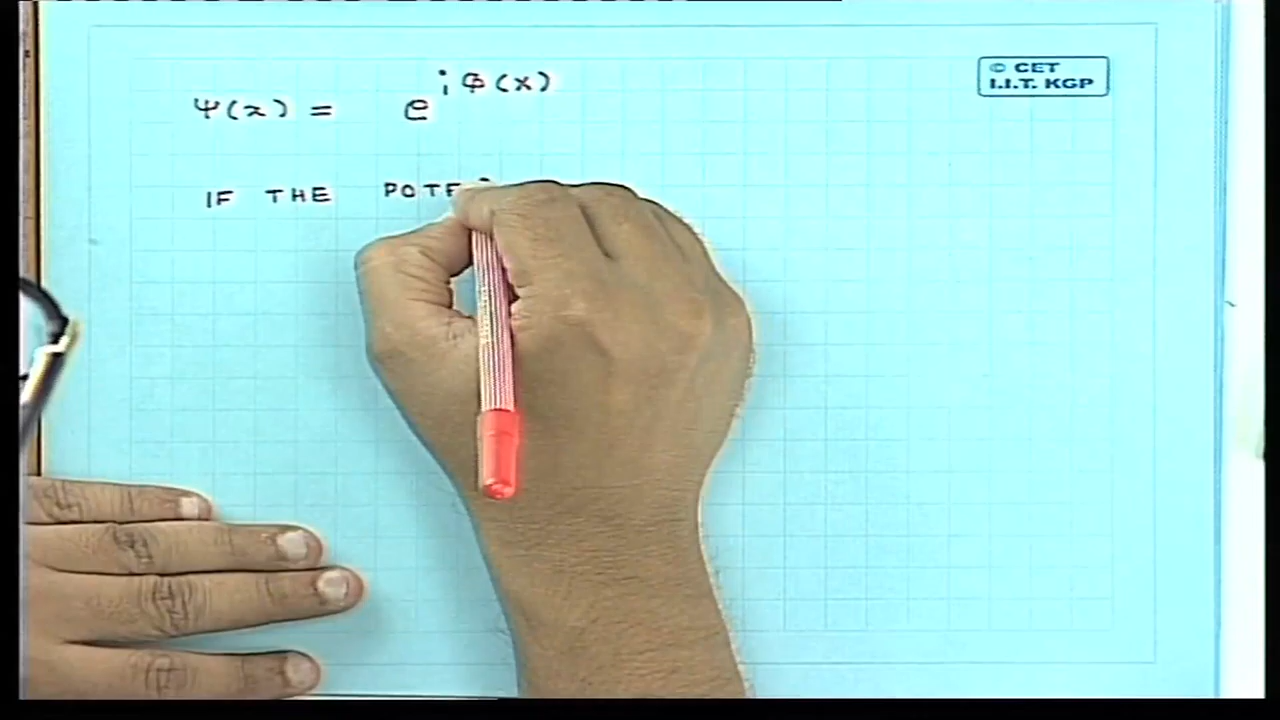 Ψ(x) = e^{iΦ(x)}
© CET
I.I.T. KGP
IF THE